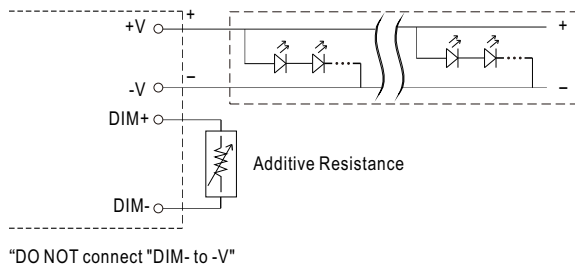 +V +
+
-V –
–
DIM+
Additive Resistance
DIM-
“DO NOT connect "DIM- to -V"